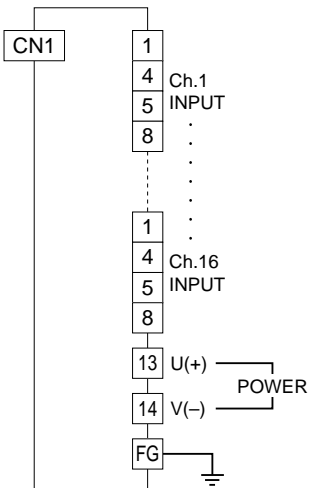 CN1
1
4
5
8
Ch.1
INPUT
1
4
5
8
Ch.16
INPUT
13 U(+)
POWER
14 V(–)
FG